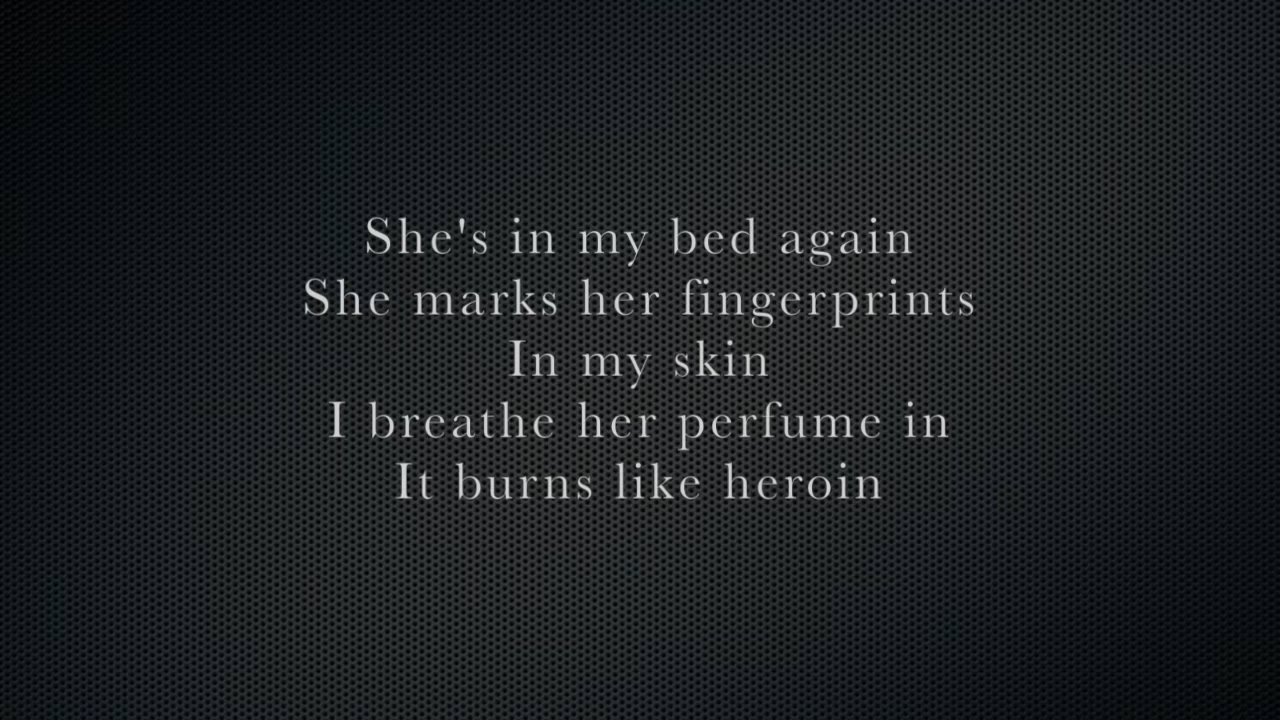 She's in my bed again
She marks her fingerprints
In my skin
I breathe her perfume in
It burns like heroin